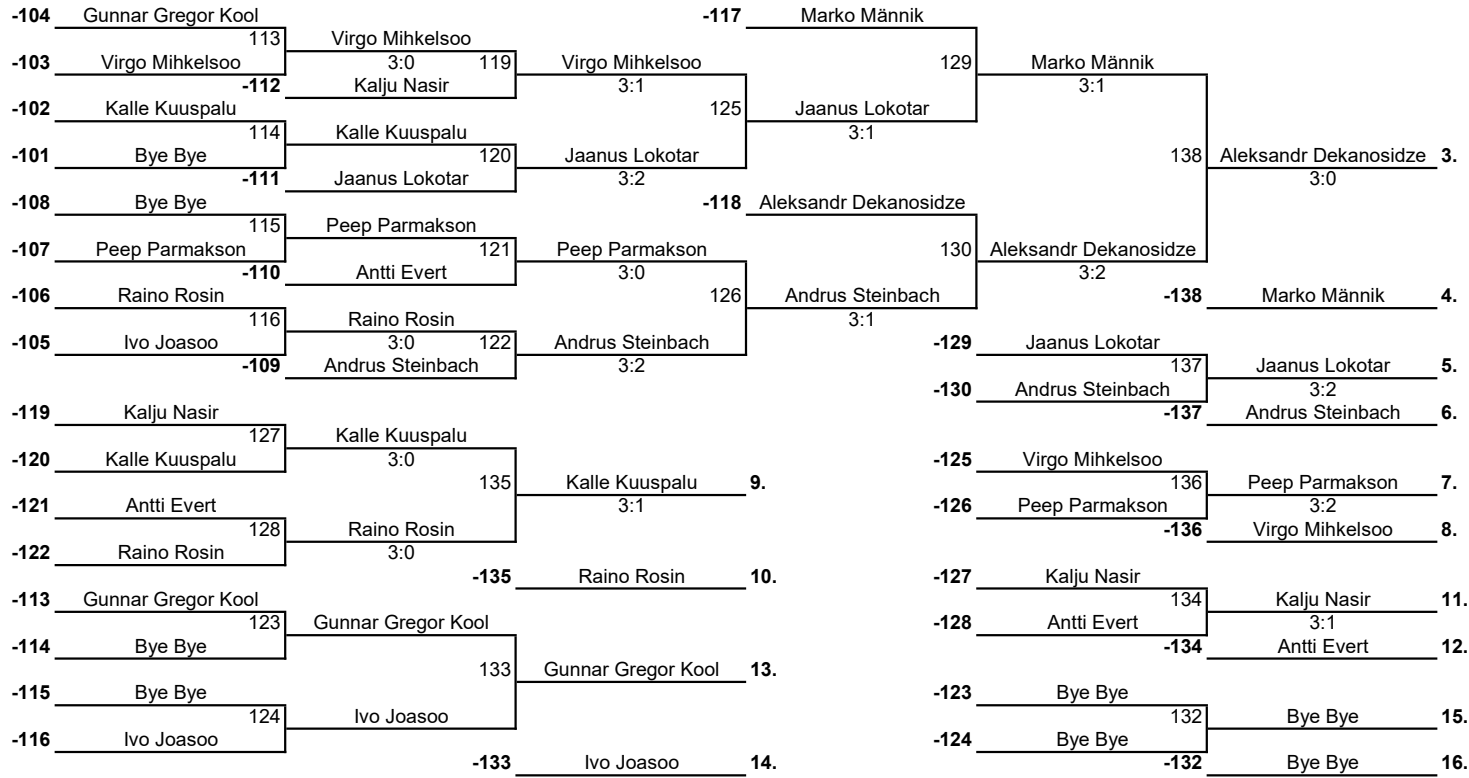 -104 Gunnar Gregor Kool -117 Marko Männik
113 Virgo Mihkelsoo
-103 Virgo Mihkelsoo 3:0 119 Virgo Mihkelsoo 129 Marko Männik
-112 Kalju Nasir 3:1 3:1
-102 Kalle Kuuspalu 125 Jaanus Lokotar
114 Kalle Kuuspalu 3:1
-101 Bye Bye 120 Jaanus Lokotar 138 Aleksandr Dekanosidze 3.
-111 Jaanus Lokotar 3:2 3:0
-108 Bye Bye -118 Aleksandr Dekanosidze
115 Peep Parmakson
-107 Peep Parmakson 121 Peep Parmakson 130 Aleksandr Dekanosidze
-110 Antti Evert 3:0 3:2
-106 Raino Rosin 126 Andrus Steinbach -138 Marko Männik 4.
116 Raino Rosin 3:1
-105 Ivo Joasoo 3:0 122 Andrus Steinbach -129 Jaanus Lokotar
-109 Andrus Steinbach 3:2 137 Jaanus Lokotar 5.
-130 Andrus Steinbach 3:2
-119 Kalju Nasir -137 Andrus Steinbach 6.
127 Kalle Kuuspalu
-120 Kalle Kuuspalu 3:0 -125 Virgo Mihkelsoo
135 Kalle Kuuspalu 9. 136 Peep Parmakson 7.
-121 Antti Evert 3:1 -126 Peep Parmakson 3:2
128 Raino Rosin -136 Virgo Mihkelsoo 8.
-122 Raino Rosin 3:0
-135 Raino Rosin 10. -127 Kalju Nasir
-113 Gunnar Gregor Kool 134 Kalju Nasir 11.
123 Gunnar Gregor Kool -128 Antti Evert 3:1
-114 Bye Bye -134 Antti Evert 12.
133 Gunnar Gregor Kool 13.
-115 Bye Bye -123 Bye Bye
124 Ivo Joasoo 132 Bye Bye 15.
-116 Ivo Joasoo -124 Bye Bye
-133 Ivo Joasoo 14. -132 Bye Bye 16.